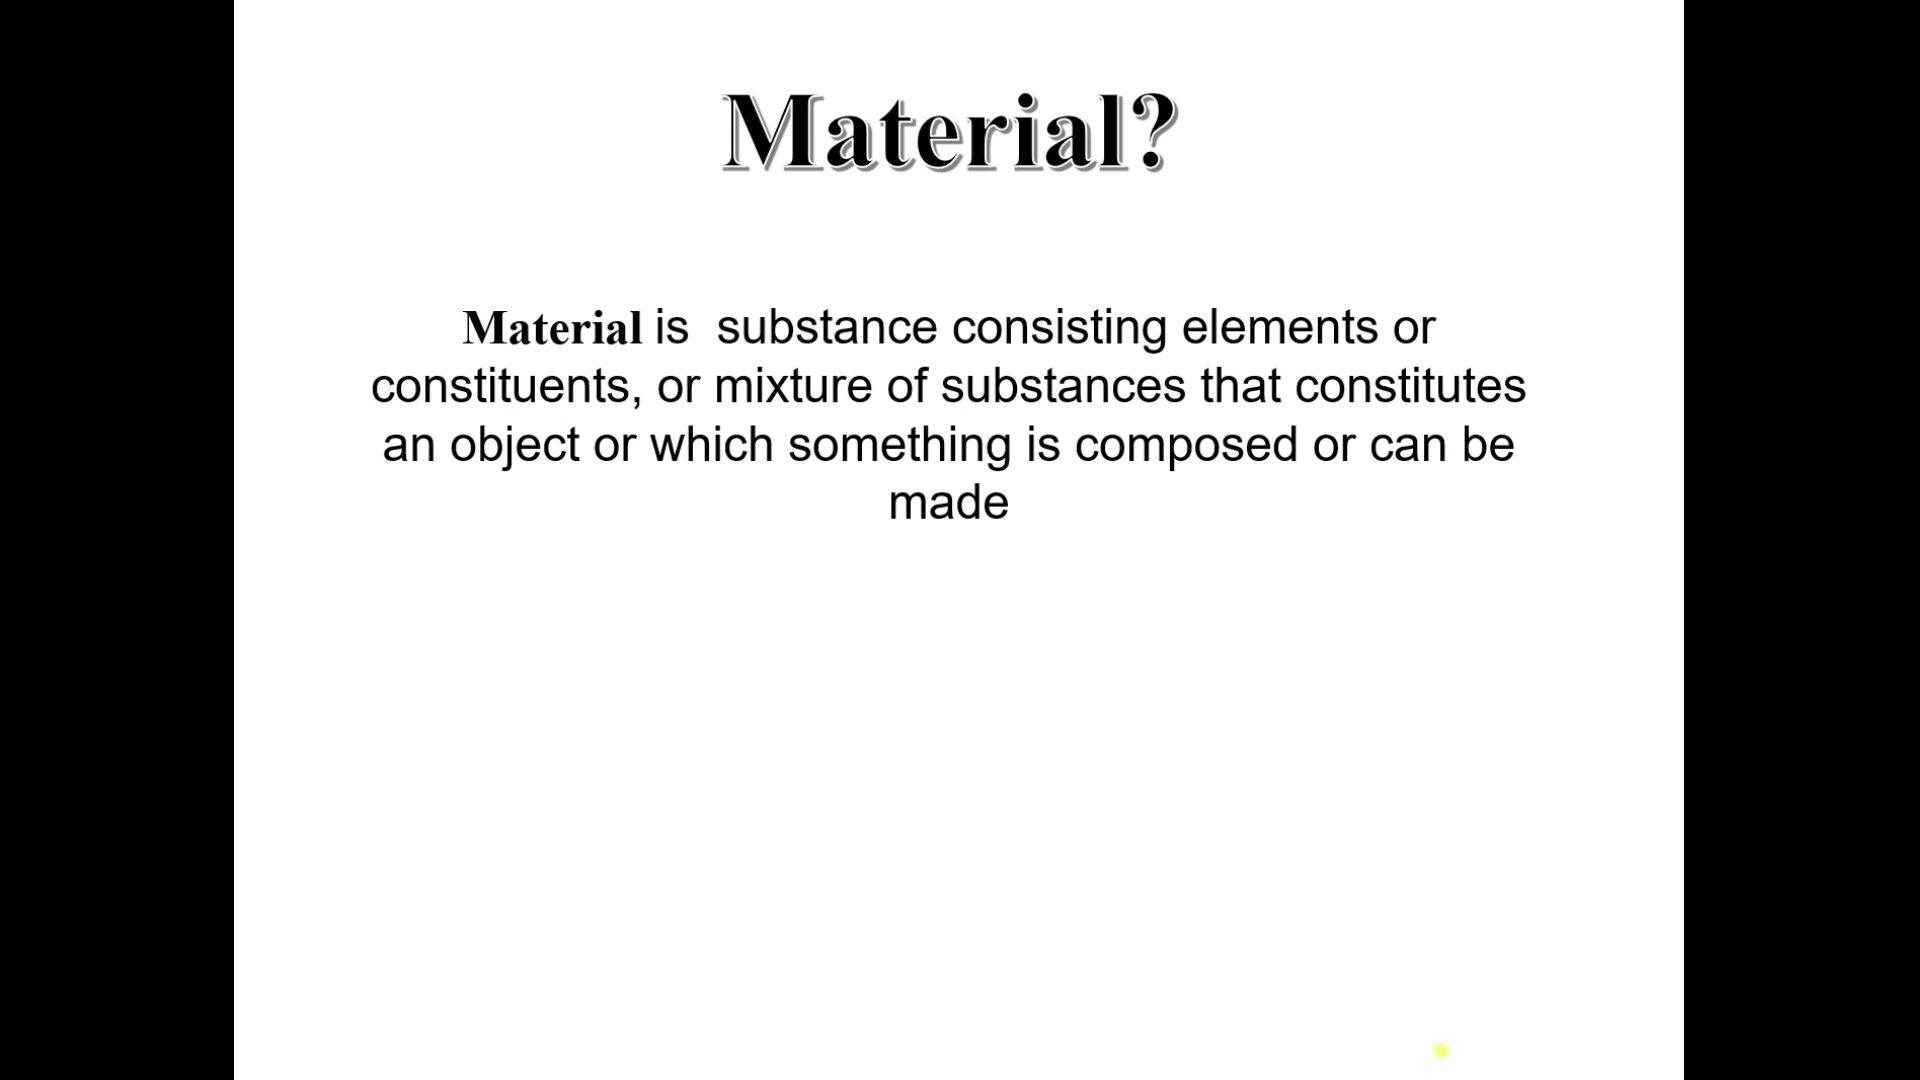 Material?
Material is  substance consisting elements or
constituents, or mixture of substances that constitutes
an object or which something is composed or can be
made